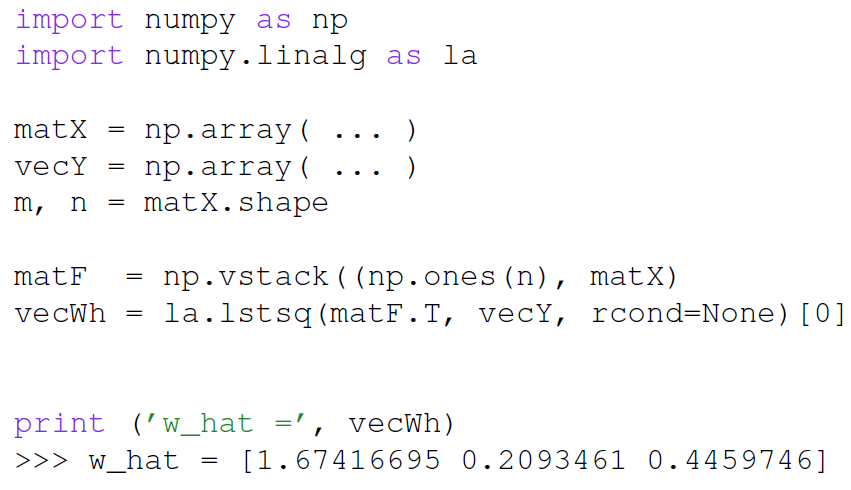 import numpy as np
import numpy.linalg as la
matX = np.array( ... )
vecY = np.array( ... )
m, n = matX.shape
matF  = np.vstack((np.ones(n), matX)
vecWh = la.lstsq(matF.T, vecY, rcond=None)[0]
print (’w_hat =’, vecWh)
>>> w_hat = [1.67416695 0.2093461 0.4459746]